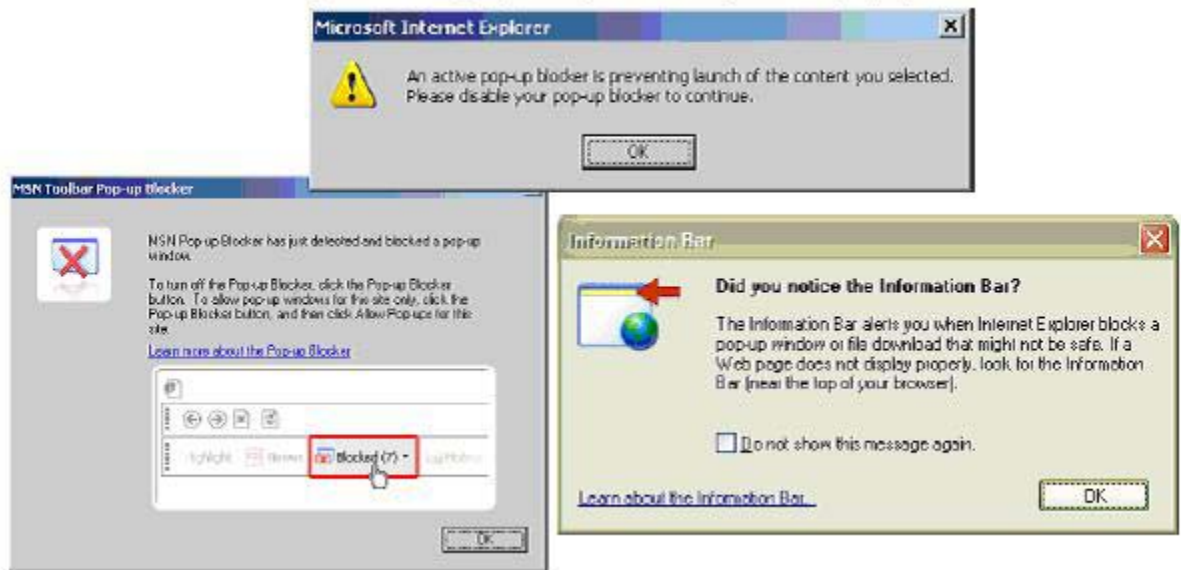 Microsoft Internet Explorer
An active pop-up blocker is preventing launch of the content you selected.
Please disable your pop-up blocker to continue.
OK
MSN Toolbar Pop-up Blocker
MSN Pop-up Blocker has just detected and blocked a pop-up
window.
To turn off the Pop-up Blocker, click the Pop-up Blocker
button. To allow pop-up windows for this site only, click the
Pop-up Blocker button, and then click Allow Pop-ups for this
site.
Learn more about the Pop-up Blocker
Blocked (7)
OK
Information Bar
Did you notice the Information Bar?
The Information Bar alerts you when Internet Explorer blocks a
pop-up window or file download that might not be safe. If a
Web page does not display properly, look for the Information
Bar (near the top of your browser).
Do not show this message again.
Learn about the Information Bar...
OK